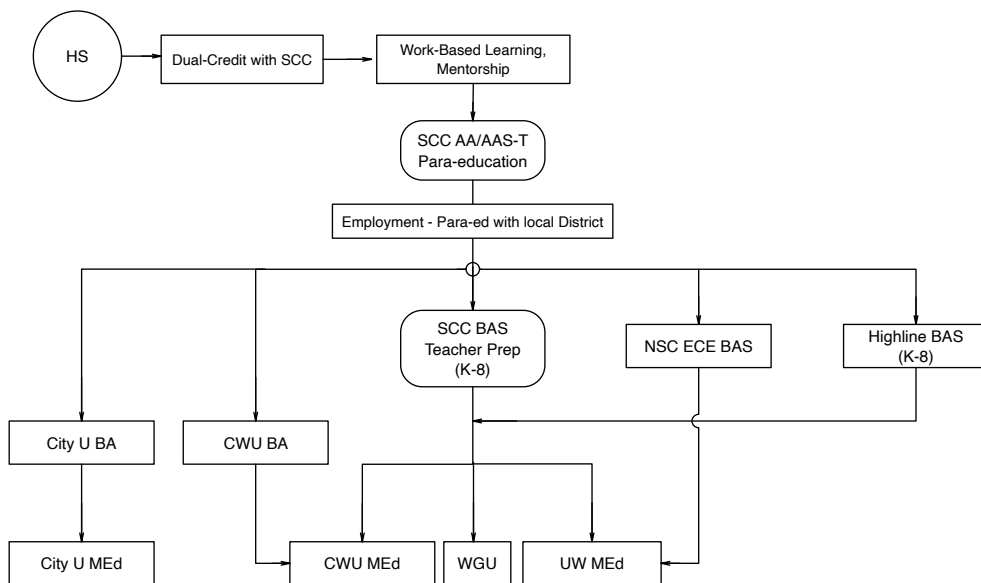 HS
Dual-Credit with SCC
Work-Based Learning,
Mentorship
SCC AA/AAS-T
Para-education
Employment - Para-ed with local District
SCC BAS
Teacher Prep
(K-8)
NSC ECE BAS
Highline BAS
(K-8)
City U BA
CWU BA
City U MEd
CWU MEd
WGU
UW MEd